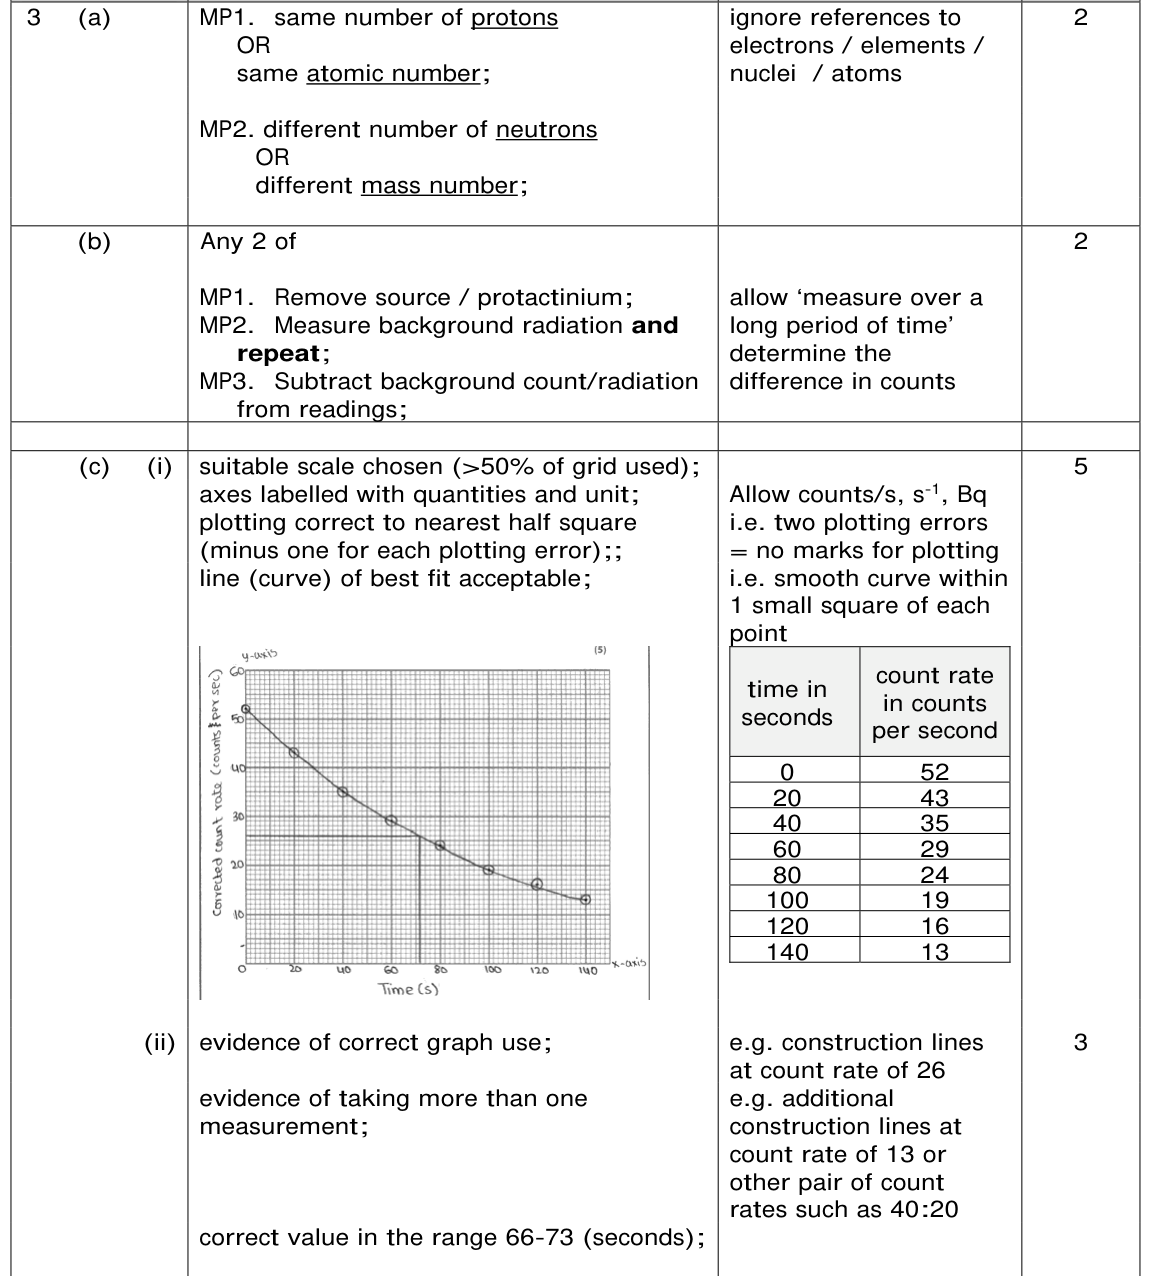 3 (a) MP1. same number of protons ignore references to 2
OR electrons / elements /
same atomic number; nuclei / atoms
MP2. different number of neutrons
OR
different mass number;
(b) Any 2 of 2
MP1. Remove source / protactinium; allow ‘measure over a
MP2. Measure background radiation and long period of time’
repeat; determine the
MP3. Subtract background count/radiation difference in counts
from readings;
(c) (i) suitable scale chosen (>50% of grid used); 5
axes labelled with quantities and unit; Allow counts/s, s-1, Bq
plotting correct to nearest half square i.e. two plotting errors
(minus one for each plotting error);; = no marks for plotting
line (curve) of best fit acceptable; i.e. smooth curve within
1 small square of each
point
y-axis (5)
60
50
40
30
20
10
Corrected count rate (counts per sec)
0 20 40 60 80 100 120 140 x-axis
Time (s)
time in seconds count rate in counts per second
0 52
20 43
40 35
60 29
80 24
100 19
120 16
140 13
(ii) evidence of correct graph use; e.g. construction lines 3
at count rate of 26
evidence of taking more than one e.g. additional
measurement; construction lines at
count rate of 13 or
other pair of count
rates such as 40:20
correct value in the range 66-73 (seconds);